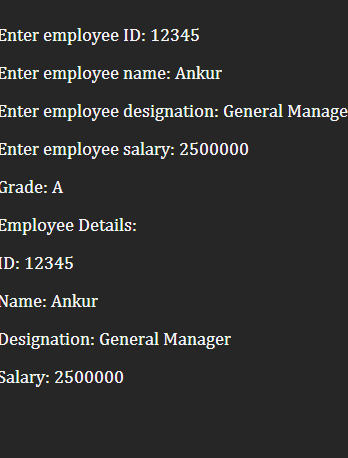 Enter employee ID: 12345
Enter employee name: Ankur
Enter employee designation: General Manage
Enter employee salary: 2500000
Grade: A
Employee Details:
ID: 12345
Name: Ankur
Designation: General Manager
Salary: 2500000